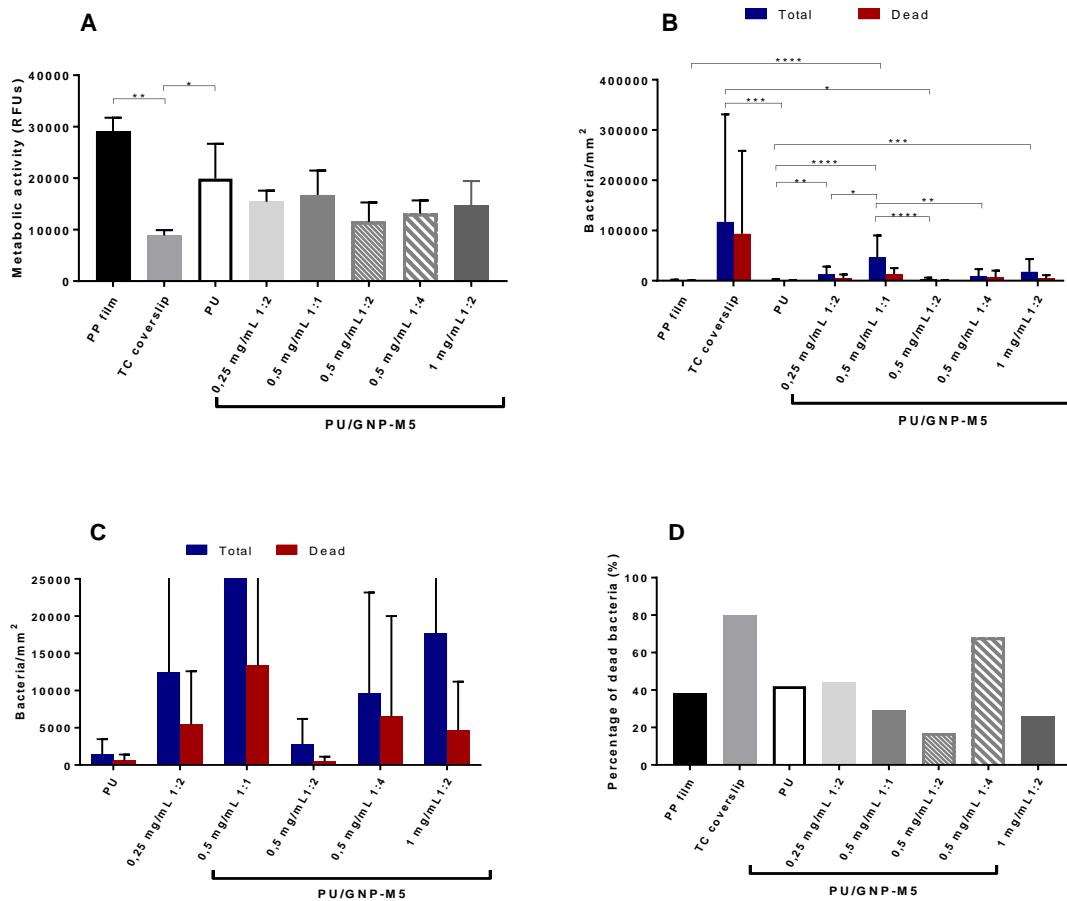 A
Metabolic activity (RFUs)
40000
30000
20000
10000
0
**
*
PP film
TC coverslip
PU
0,25 mg/mL 1:2
0,5 mg/mL 1:1
0,5 mg/mL 1:2
0,5 mg/mL 1:4
1 mg/mL 1:2
PU/GNP-M5
B
Total Dead
Bacteria/mm²
400000
300000
200000
100000
0
****
*
***
***
****
**
*
**
****
PP film
TC coverslip
PU
0,25 mg/mL 1:2
0,5 mg/mL 1:1
0,5 mg/mL 1:2
0,5 mg/mL 1:4
1 mg/mL 1:2
PU/GNP-M5
C
Total Dead
Bacteria/mm²
25000
20000
15000
10000
5000
0
PU
0,25 mg/mL 1:2
0,5 mg/mL 1:1
0,5 mg/mL 1:2
0,5 mg/mL 1:4
1 mg/mL 1:2
PU/GNP-M5
D
Percentage of dead bacteria (%)
100
80
60
40
20
0
PP film
TC coverslip
PU
0,25 mg/mL 1:2
0,5 mg/mL 1:1
0,5 mg/mL 1:2
0,5 mg/mL 1:4
1 mg/mL 1:2
PU/GNP-M5